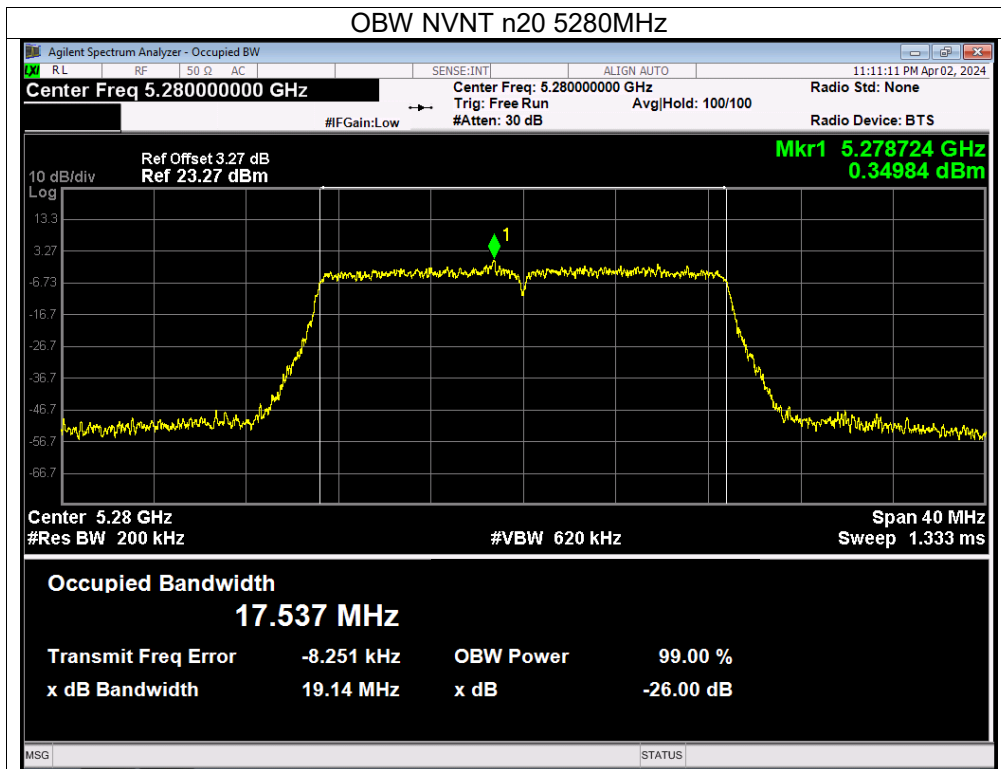 OBW NVNT n20 5280MHz
Agilent Spectrum Analyzer - Occupied BW
LXI RL RF 50 Ω AC SENSE:INT ALIGN AUTO 11:11:11 PM Apr 02, 2024
Center Freq 5.280000000 GHz Center Freq: 5.280000000 GHz Radio Std: None
Trig: Free Run Avg|Hold: 100/100
#IFGain:Low #Atten: 30 dB Radio Device: BTS
Mkr1 5.278724 GHz
Ref Offset 3.27 dB
10 dB/div Ref 23.27 dBm 0.34984 dBm
Log
13.3
1
3.27
-6.73
-16.7
-26.7
-36.7
-46.7
-56.7
-66.7
Center 5.28 GHz Span 40 MHz
#Res BW 200 kHz #VBW 620 kHz Sweep 1.333 ms
Occupied Bandwidth
17.537 MHz
Transmit Freq Error -8.251 kHz OBW Power 99.00 %
x dB Bandwidth 19.14 MHz x dB -26.00 dB
MSG STATUS